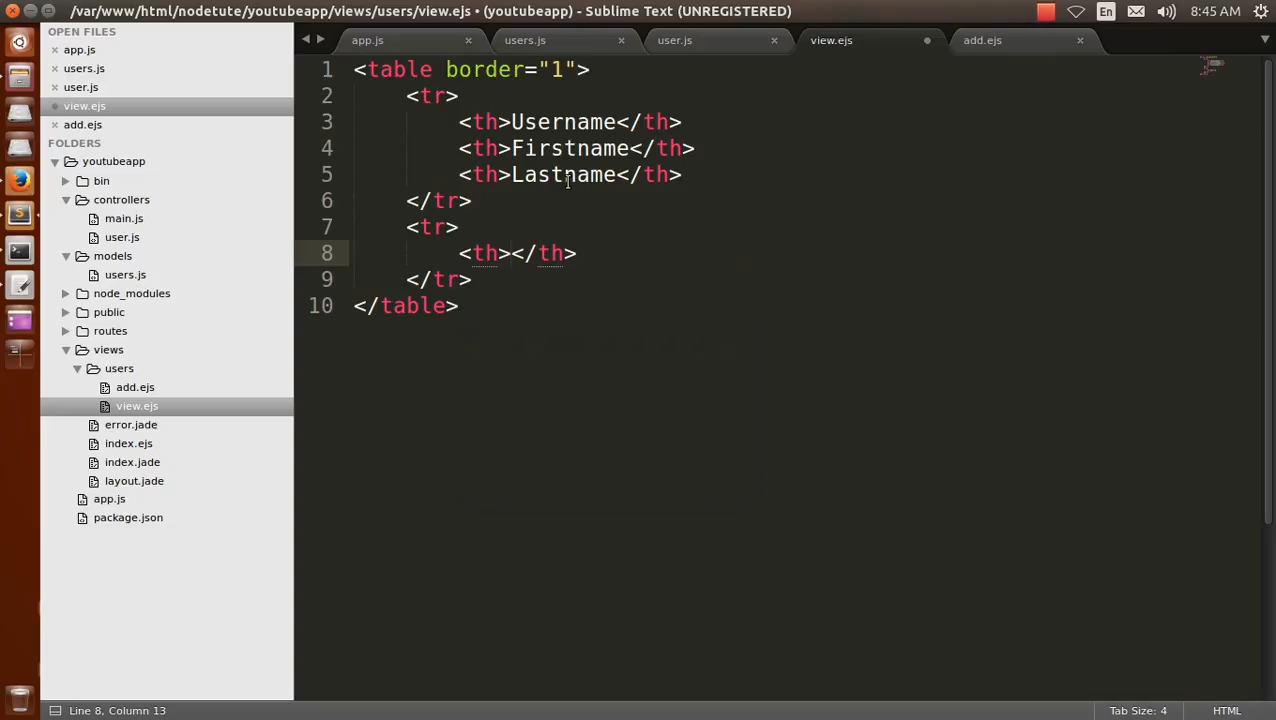 /var/www/html/nodetute/youtubeapp/views/users/view.ejs • (youtubeapp) - Sublime Text (UNREGISTERED)
En
8:45 AM
OPEN FILES
app.js
users.js
user.js
view.ejs
add.ejs
FOLDERS
youtubeapp
bin
controllers
main.js
user.js
models
users.js
node_modules
public
routes
views
users
add.ejs
view.ejs
error.jade
index.ejs
index.jade
layout.jade
app.js
package.json
app.js
users.js
user.js
view.ejs
add.ejs
1 <table border="1">
2 <tr>
3 <th>Username</th>
4 <th>Firstname</th>
5 <th>Lastname</th>
6 </tr>
7 <tr>
8 <th></th>
9 </tr>
10 </table>
Line 8, Column 13
Tab Size: 4
HTML